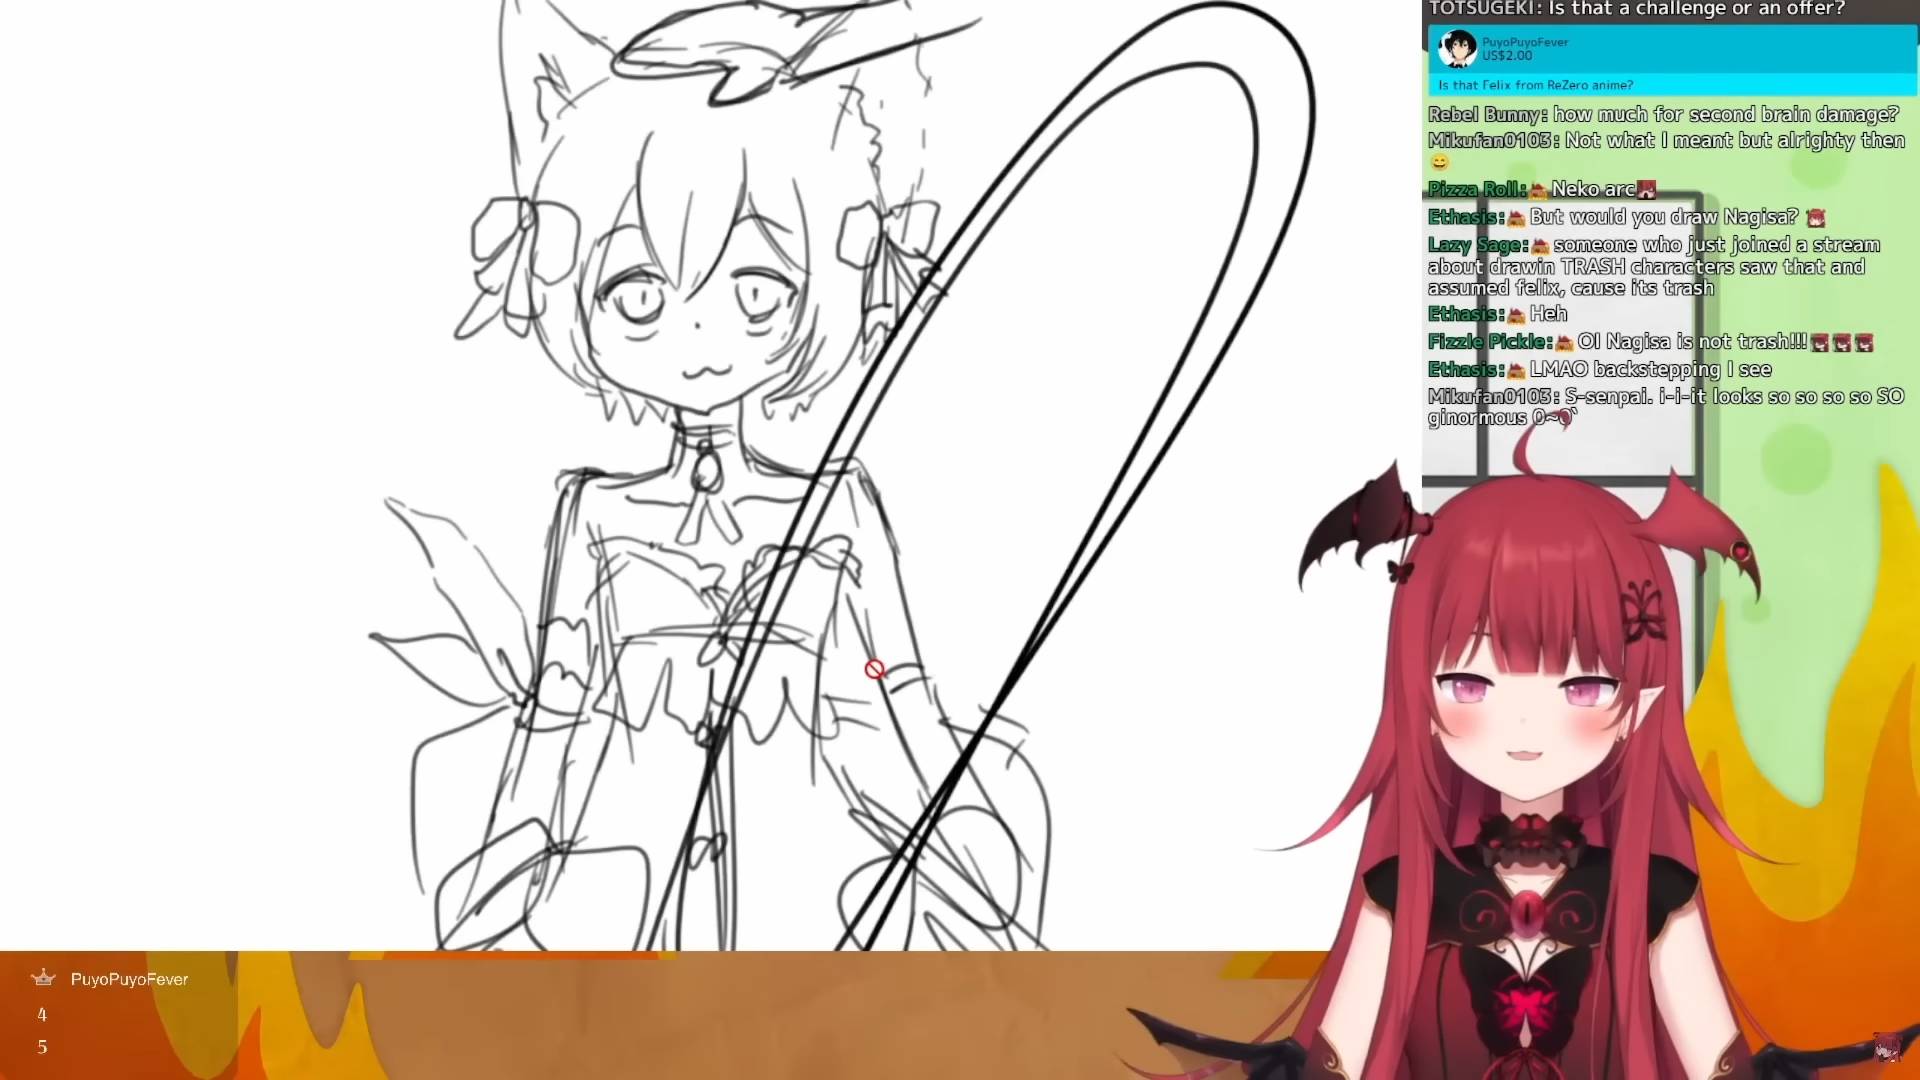 TOTSUGEKI: Is that a challenge or an offer?
PuyoPuyoFever
US$2.00
Is that Felix from ReZero anime?
Rebel Bunny: how much for second brain damage?
Mikufan0103: Not what I meant but alrighty then
😄
Pizza Roll: Neko arc
Ethasis: But would you draw Nagisa?
Lazy Sage: someone who just joined a stream
about drawin TRASH characters saw that and
assumed felix, cause its trash
Ethasis: Heh
Fizzle Pickle: OI Nagisa is not trash!!!
Ethasis: LMAO backstepping I see
Mikufan0103: S-senpai. i-i-it looks so so so so SO
ginormous 0~0`
PuyoPuyoFever
4
5